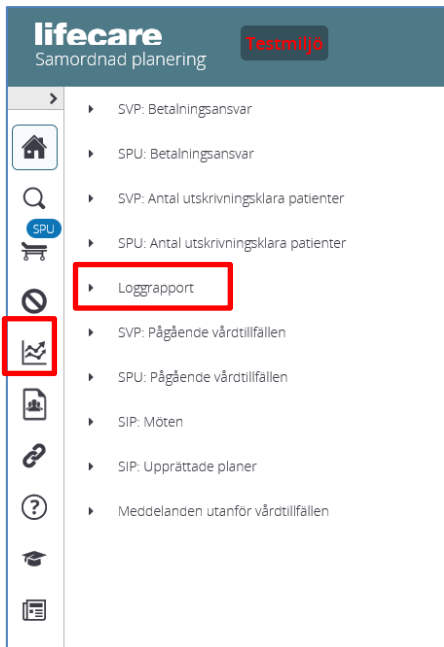 lifecare
Samordnad planering
Testmiljö
SVP: Betalningsansvar
SPU: Betalningsansvar
SVP: Antal utskrivningsklara patienter
SPU
SPU: Antal utskrivningsklara patienter
Loggrapport
SVP: Pågående vårdtillfällen
SPU: Pågående vårdtillfällen
SIP: Möten
SIP: Upprättade planer
Meddelanden utanför vårdtillfällen